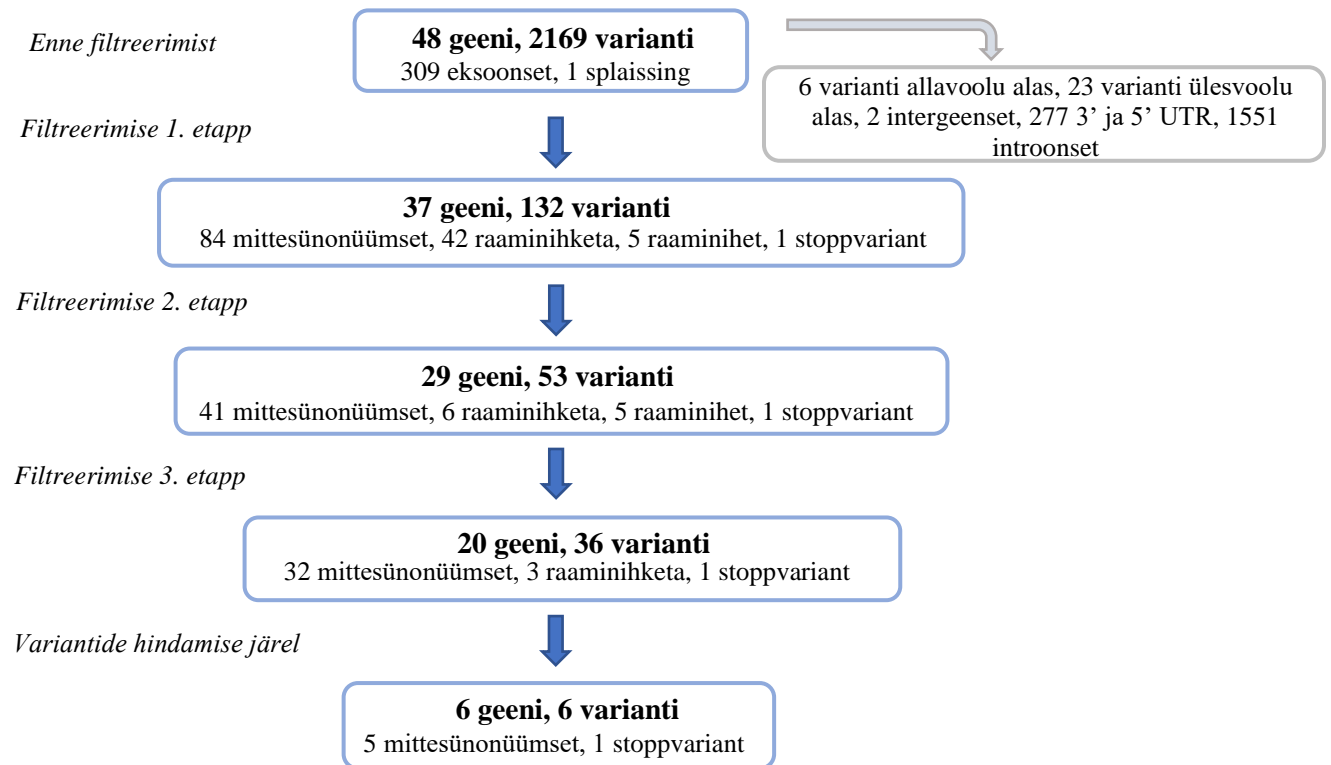 Enne filtreerimist
48 geeni, 2169 varianti
309 eksoonset, 1 splaissing
6 varianti allavoolu alas, 23 varianti ülesvoolu
alas, 2 intergeenset, 277 3’ ja 5’ UTR, 1551
introonset
Filtreerimise 1. etapp
37 geeni, 132 varianti
84 mittesünonüümset, 42 raaminihketa, 5 raaminihet, 1 stoppvariant
Filtreerimise 2. etapp
29 geeni, 53 varianti
41 mittesünonüümset, 6 raaminihketa, 5 raaminihet, 1 stoppvariant
Filtreerimise 3. etapp
20 geeni, 36 varianti
32 mittesünonüümset, 3 raaminihketa, 1 stoppvariant
Variantide hindamise järel
6 geeni, 6 varianti
5 mittesünonüümset, 1 stoppvariant